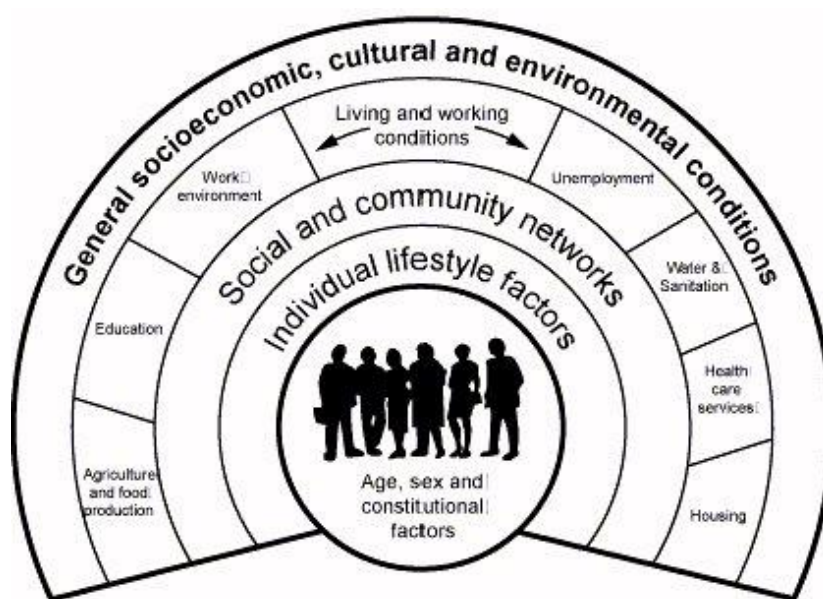 General socioeconomic, cultural and environmental conditions
Living and working
conditions
Work
environment
Unemployment
Education
Water &
Sanitation
Agriculture
and food
production
Health
care
services
Housing
Social and community networks
Individual lifestyle factors
Age, sex and
constitutional
factors